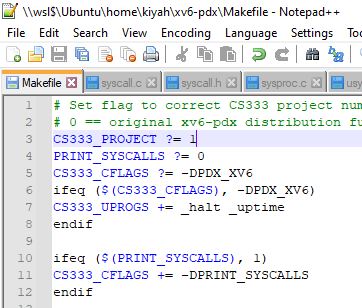 \\wsl$\Ubuntu\home\kiyah\xv6-pdx\Makefile - Notepad++
File Edit Search View Encoding Language Settings Tools
Makefile syscall.c syscall.h sysproc.c
1 # Set flag to correct CS333 project num
2 # 0 == original xv6-pdx distribution fu
3 CS333_PROJECT ?= 1
4 PRINT_SYSCALLS ?= 0
5 CS333_CFLAGS ?= -DPDX_XV6
6 ifeq ($(CS333_CFLAGS), -DPDX_XV6)
7 CS333_UPROGS += _halt _uptime
8 endif
9
10 ifeq ($(PRINT_SYSCALLS), 1)
11 CS333_CFLAGS += -DPRINT_SYSCALLS
12 endif